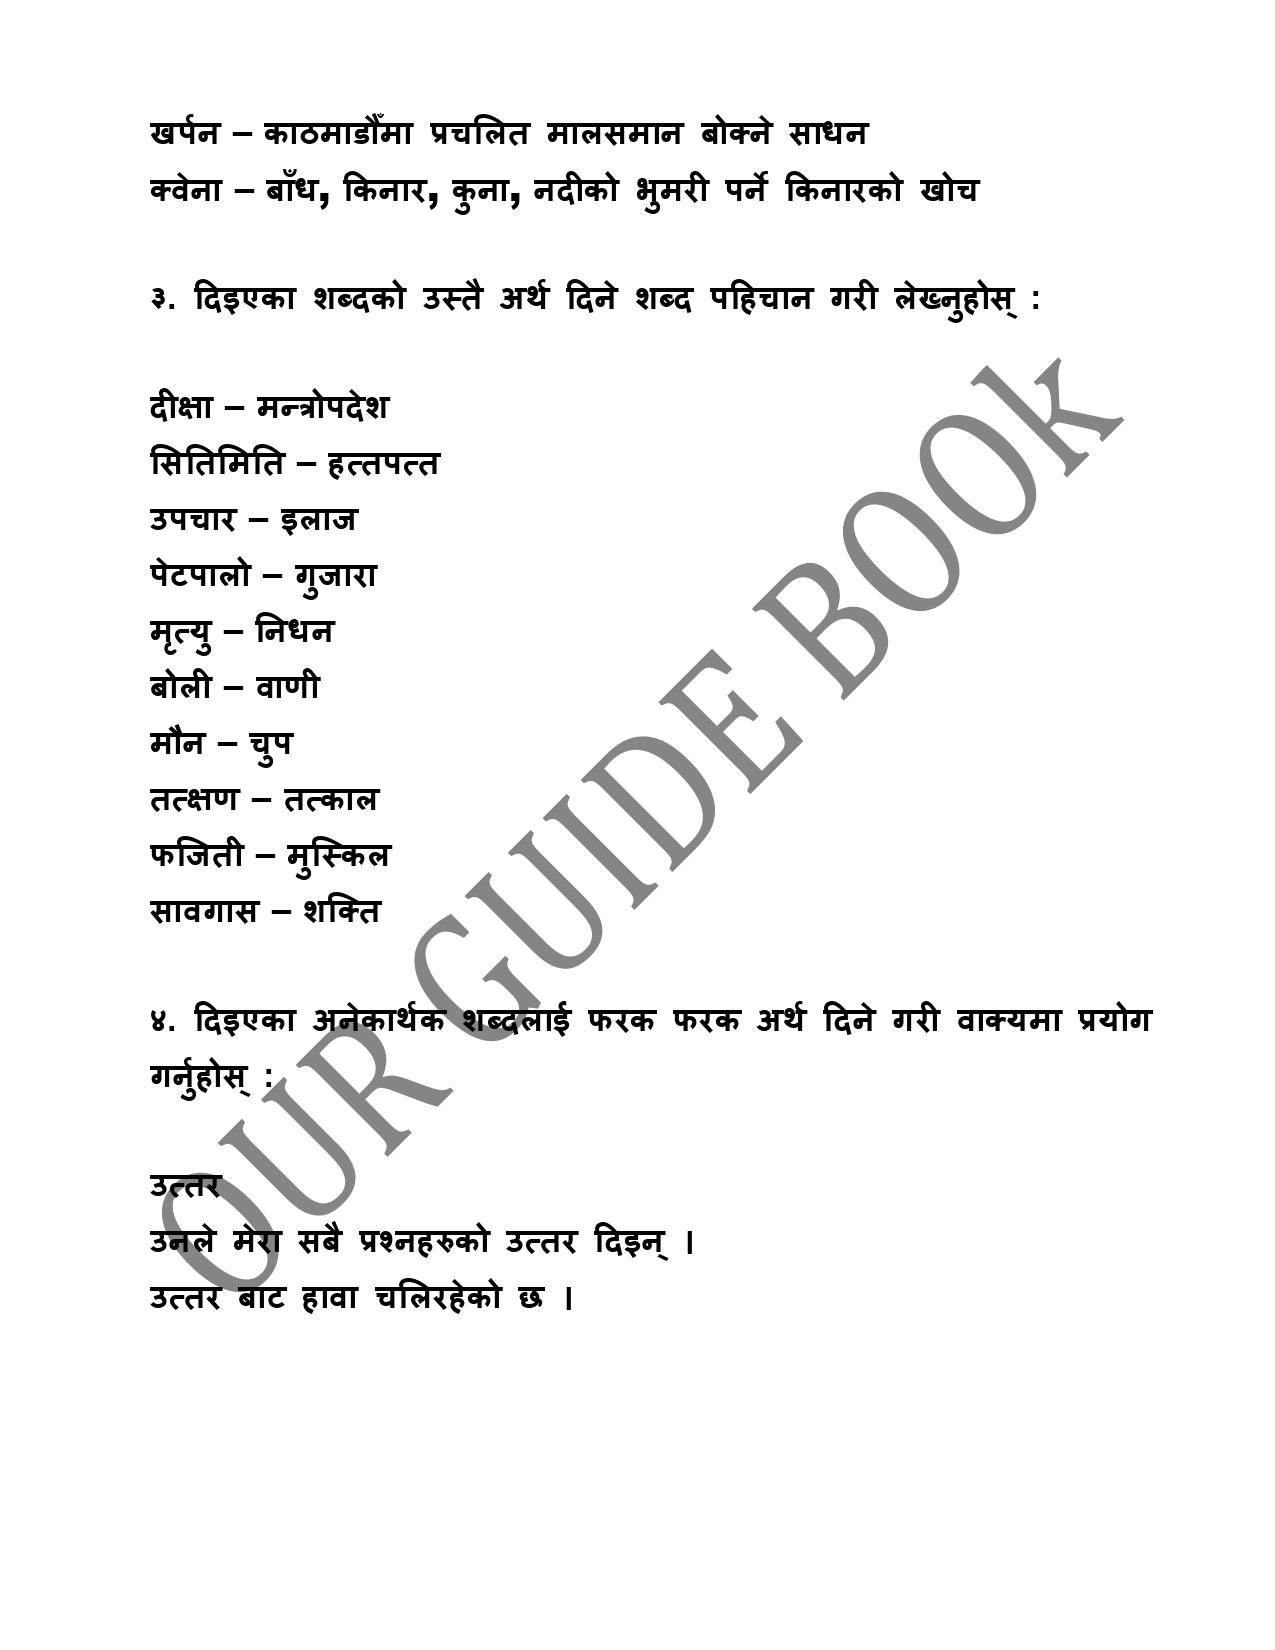 खर्पन – काठमाडौँमा प्रचलित मालसमान बोक्ने साधन
क्वेना – बाँध, किनार, कुना, नदीको भुमरी पर्ने किनारको खोच
३. दिइएका शब्दको उस्तै अर्थ दिने शब्द पहिचान गरी लेख्नुहोस् :
दीक्षा – मन्त्रोपदेश
सितिमिति – हत्तपत्त
उपचार – इलाज
पेटपालो – गुजारा
मृत्यु – निधन
बोली – वाणी
मौन – चुप
तत्क्षण – तत्काल
फजिती – मुस्किल
सावगास – शक्ति
४. दिइएका अनेकार्थक शब्दलाई फरक फरक अर्थ दिने गरी वाक्यमा प्रयोग
गर्नुहोस् :
उत्तर
उनले मेरा सबै प्रश्नहरुको उत्तर दिइन् ।
उत्तर बाट हावा चलिरहेको छ ।
OUR GUIDE BOOk